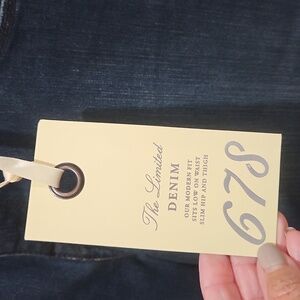 The Limited
DENIM
OUR MODERN FIT
SITS LOW ON WAIST
SLIM HIP AND THIGH
678